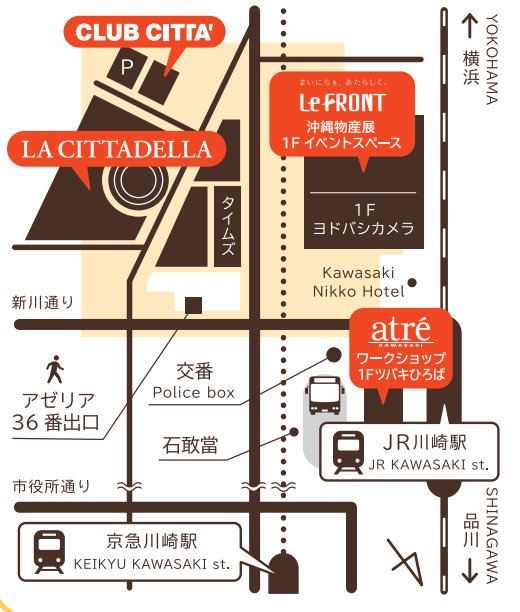 CLUB CITTA'
P
LA CITTADELLA
まいにちを、あたらしく。
Le FRONT
沖縄物産展
1F イベントスペース
1F
ヨドバシカメラ
タイムズ
YOKOHAMA
横浜
Kawasaki
Nikko Hotel
新川通り
atré
KAWASAKI
ワークショップ
1Fツバキひろば
アゼリア
36 番出口
交番
Police box
石敢當
JR川崎駅
JR KAWASAKI st.
市役所通り
京急川崎駅
KEIKYU KAWASAKI st.
SHINAGAWA
品川